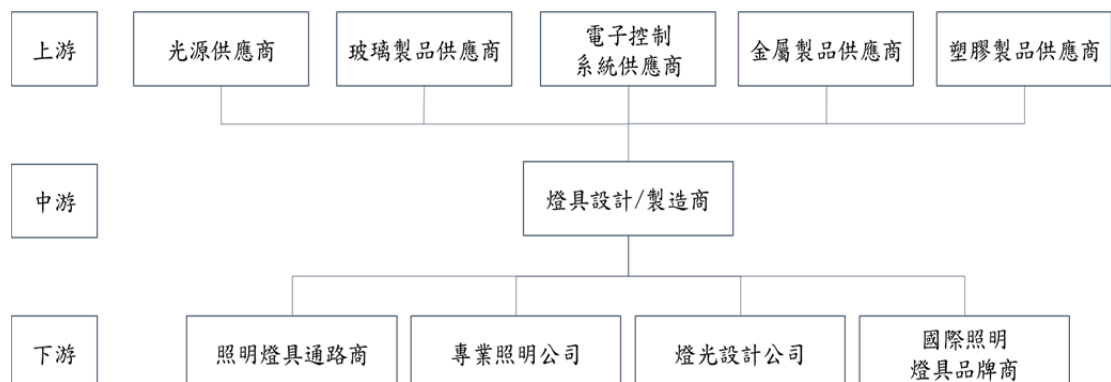 上游
光源供應商
玻璃製品供應商
電子控制
系統供應商
金屬製品供應商
塑膠製品供應商
中游
燈具設計/製造商
下游
照明燈具通路商
專業照明公司
燈光設計公司
國際照明
燈具品牌商